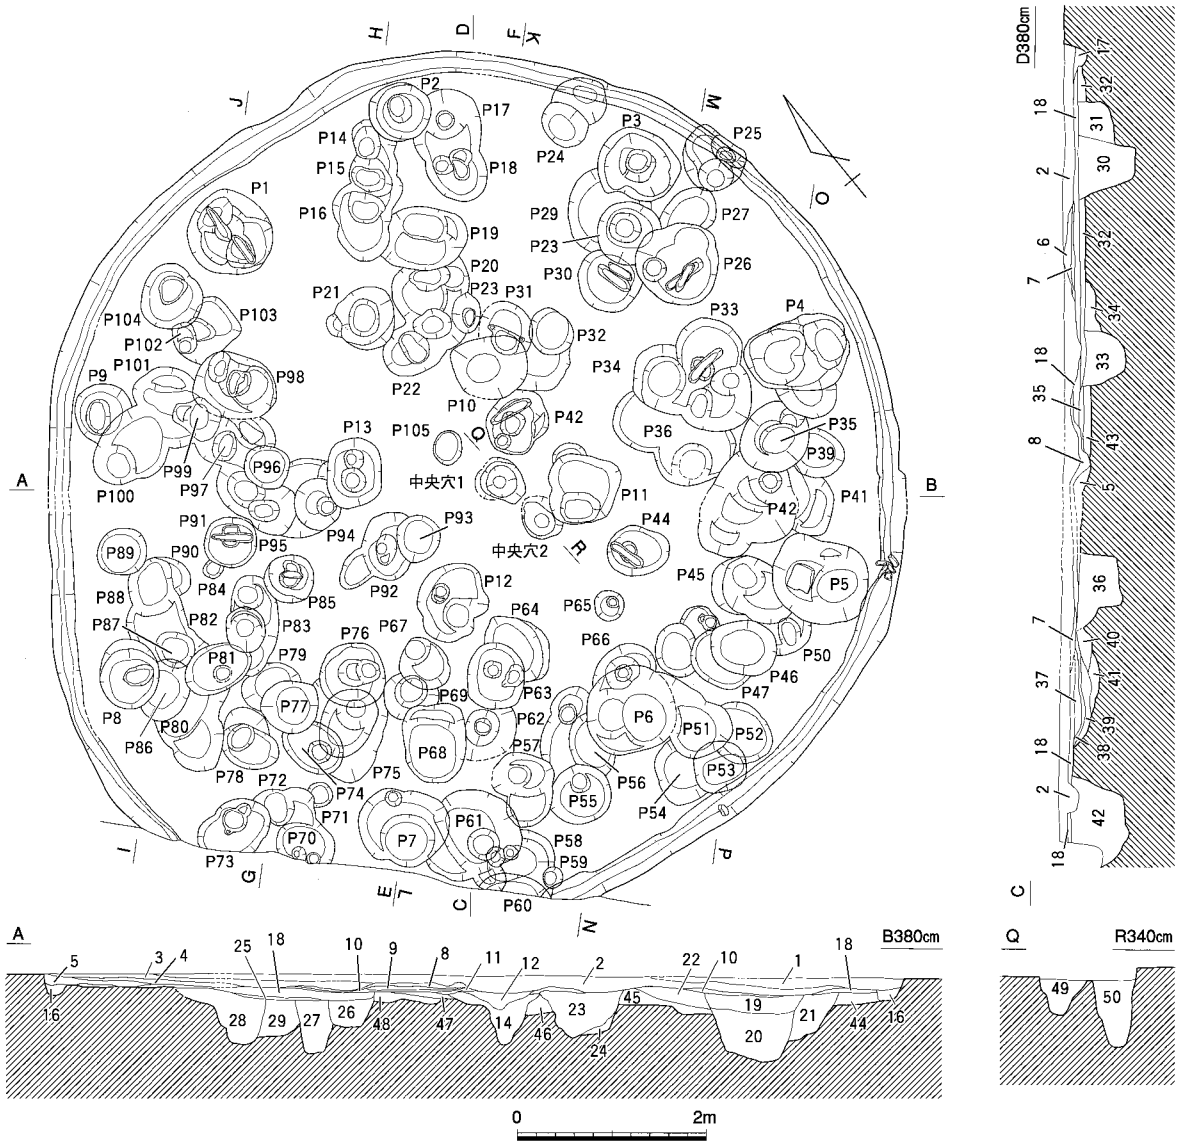 H
D
F
K
D380cm
J
M
O
P2
P17
P14
P15
P16
P18
P24
P3
P25
P1
P19
P29
P23
P27
P30
P26
P20
P23
P31
P21
P32
P33
P4
P104
P103
P102
P101
P98
P22
P34
P10
P9
P42
P35
P13
P105
Q
P36
P39
P99
P96
P97
P100
中央穴1
P11
P42
P41
A
B
P91
P94
P93
中央穴2
R
P44
P89
P90
P95
P84
P85
P92
P12
P45
P5
P88
P65
P87
P82
P83
P76
P67
P64
P66
P50
P81
P79
P46
P63
P47
P8
P77
P69
P80
P62
P6
P51
P52
P86
P68
P57
P78
P56
P53
P72
P74
P75
P55
P54
P71
P61
P73
P70
P7
P58
P59
P60
I
G
E
L
C
N
P
17
32
18
31
30
2
6
32
7
34
18
33
35
43
8
5
36
7
40
41
37
39
38
18
2
42
18
C
A
B380cm
5
3
4
25
18
10
9
8
11
12
2
22
10
1
18
16
28
29
27
26
48
47
14
46
23
24
45
19
20
21
44
16
Q
R340cm
49
50
0
2m